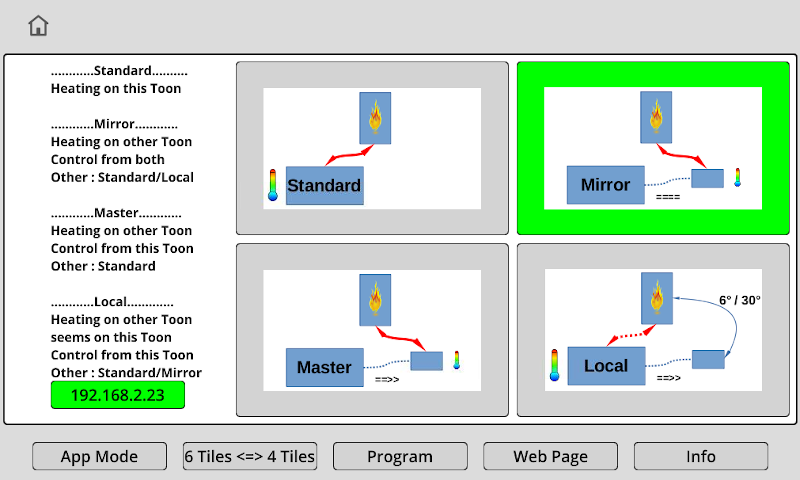 ............Standard..........
Heating on this Toon
............Mirror............
Heating on other Toon
Control from both
Other : Standard/Local
............Master............
Heating on other Toon
Control from this Toon
Other : Standard
............Local.............
Heating on other Toon
seems on this Toon
Control from this Toon
Other : Standard/Mirror
192.168.2.23
Standard
Mirror
====
Master
==>>
6° / 30°
Local
==>>
App Mode
6 Tiles <=> 4 Tiles
Program
Web Page
Info